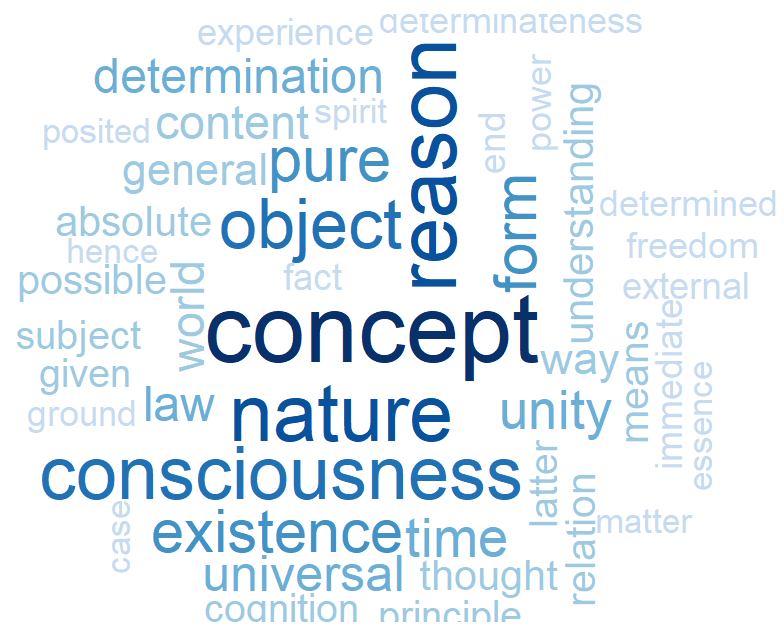 experience
determinateness
determination
reason
posited
content
spirit
end
power
understanding
general
pure
absolute
object
form
determined
hence
freedom
possible
world
fact
external
concept
subject
way
means
immediate
essence
given
ground
law
nature
unity
consciousness
latter
relation
case
existence
time
matter
universal
thought
cognition
principle